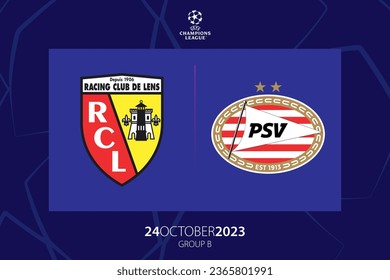 CHAMPIONS
LEAGUE
Depuis 1906
RACING CLUB DE LENS
RCL
PSV
EST 1913
24OCTOBER2023
GROUP B
shutterstock
IMAGE ID: 2365801991
www.shutterstock.com